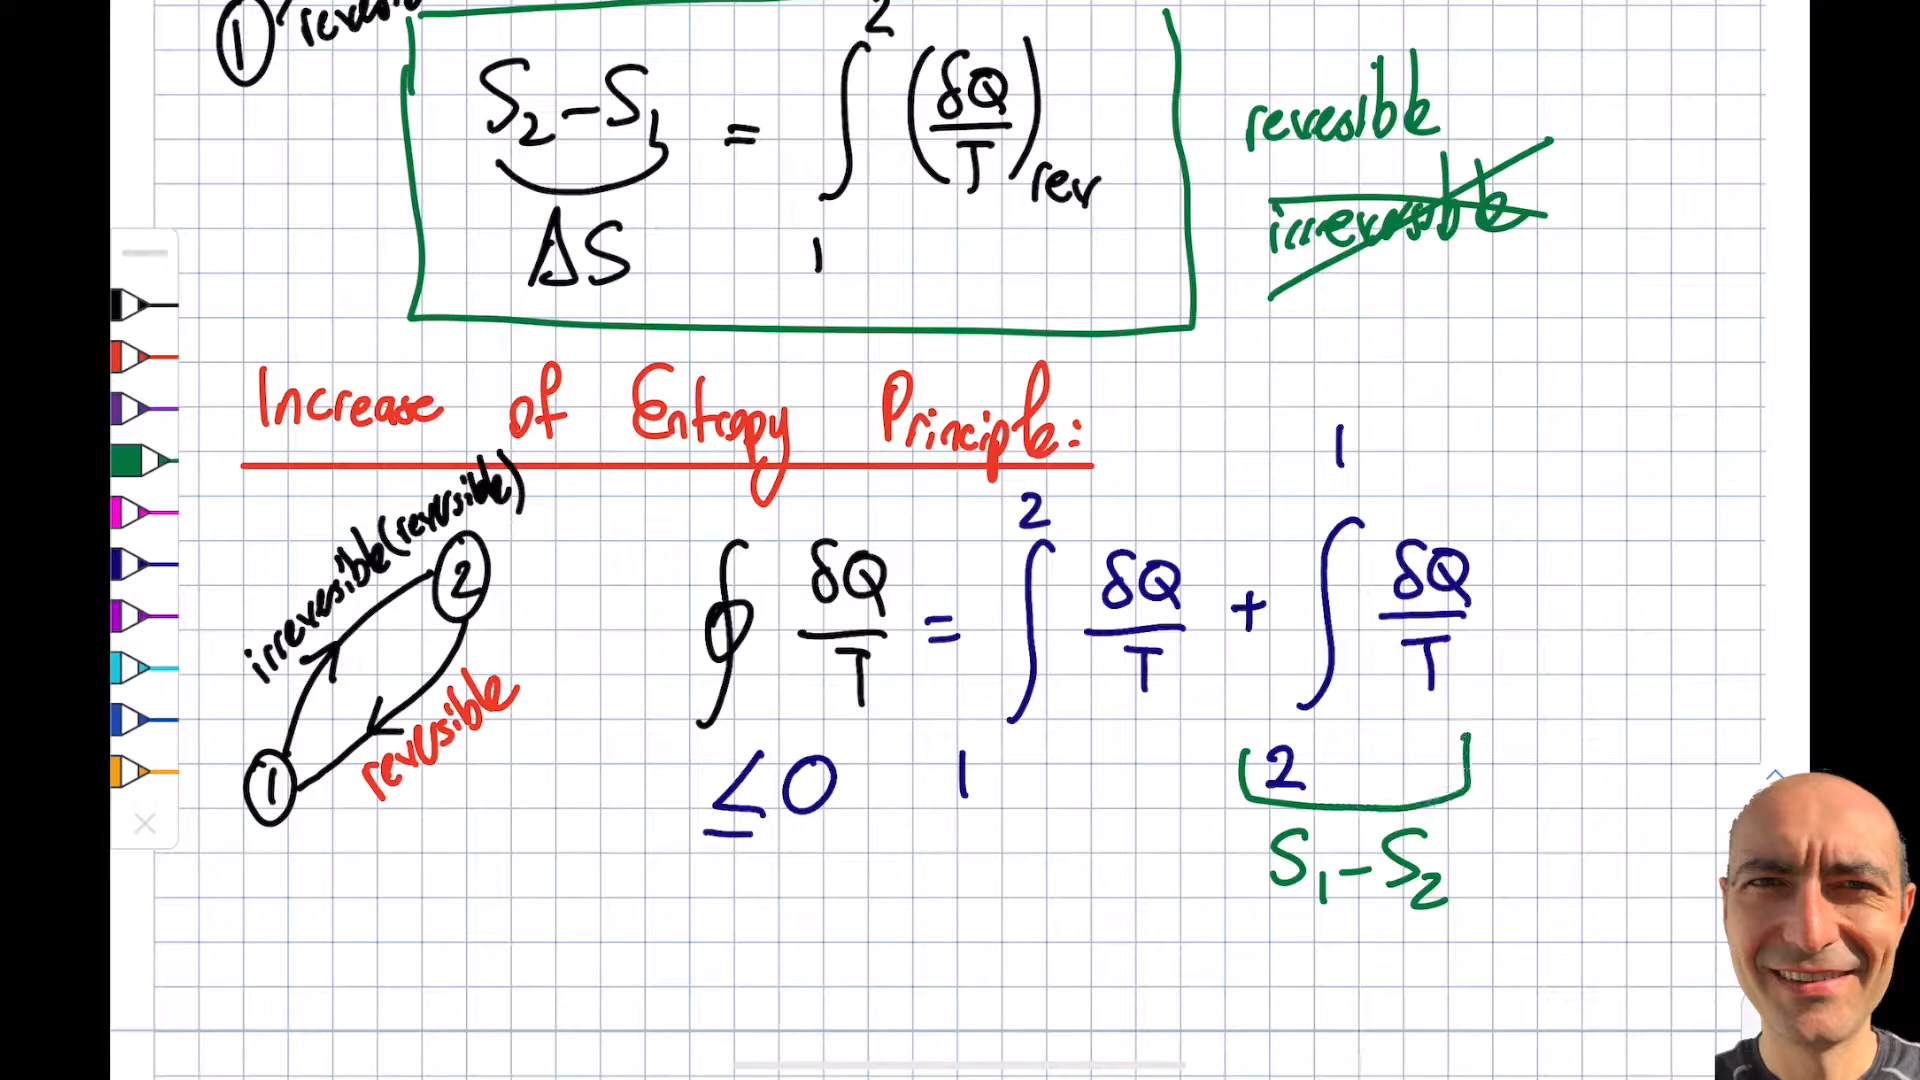 ① reversi
S₂ - S₁ = ∫₁² (δQ/T)rev
ΔS
reversible
irreversible
Increase of Entropy Principle:
irreversible (reversible)
②
①
reversible
∮ δQ/T = ∫₁² δQ/T + ∫₂¹ δQ/T
≤ 0
S₁ - S₂